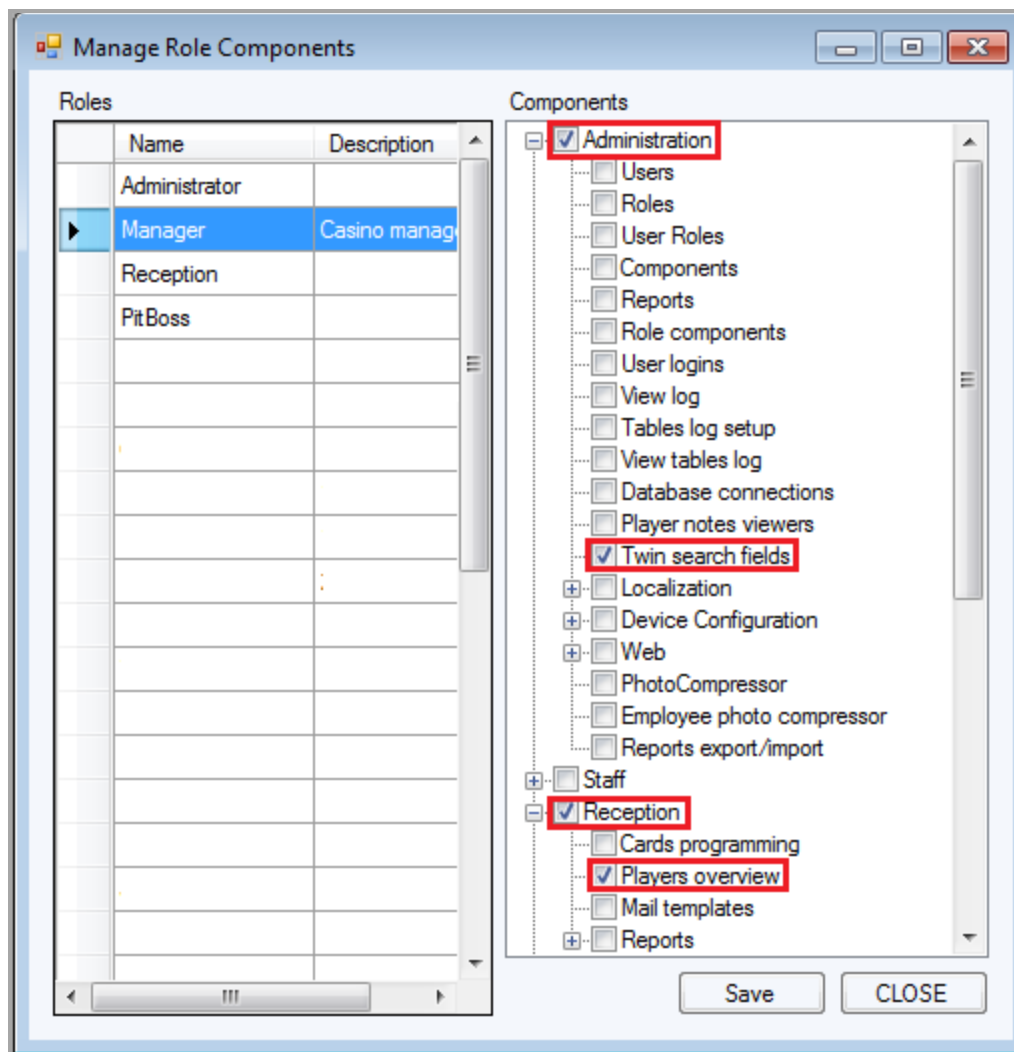 Manage Role Components
Roles
Name Description
Administrator
Manager Casino manag
Reception
PitBoss
Components
Administration
Users
Roles
User Roles
Components
Reports
Role components
User logins
View log
Tables log setup
View tables log
Database connections
Player notes viewers
Twin search fields
Localization
Device Configuration
Web
PhotoCompressor
Employee photo compressor
Reports export/import
Staff
Reception
Cards programming
Players overview
Mail templates
Reports
Save CLOSE